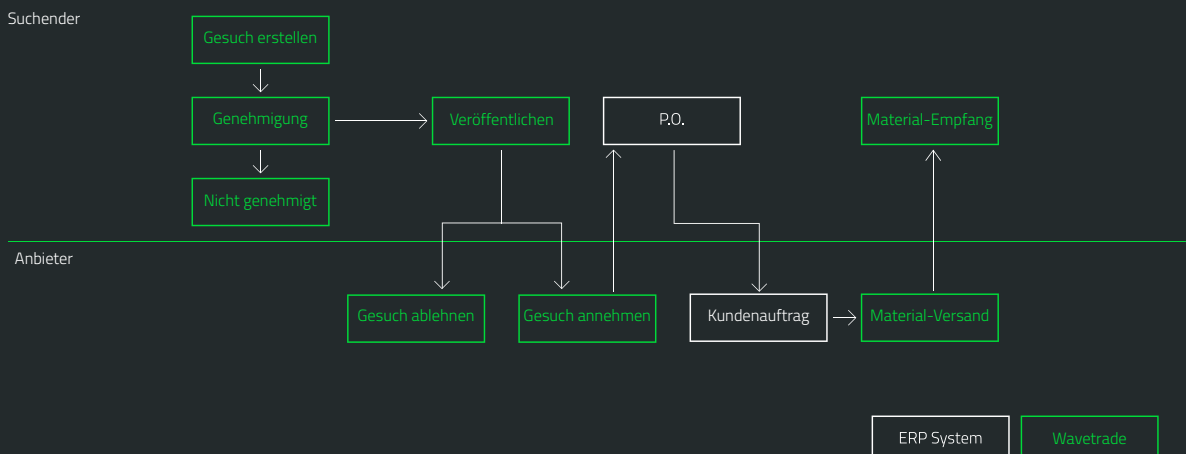 Suchender
Gesuch erstellen
Genehmigung
Veröffentlichen
P.O.
Material-Empfang
Nicht genehmigt
Anbieter
Gesuch ablehnen
Gesuch annehmen
Kundenauftrag
Material-Versand
ERP System
Wavetrade